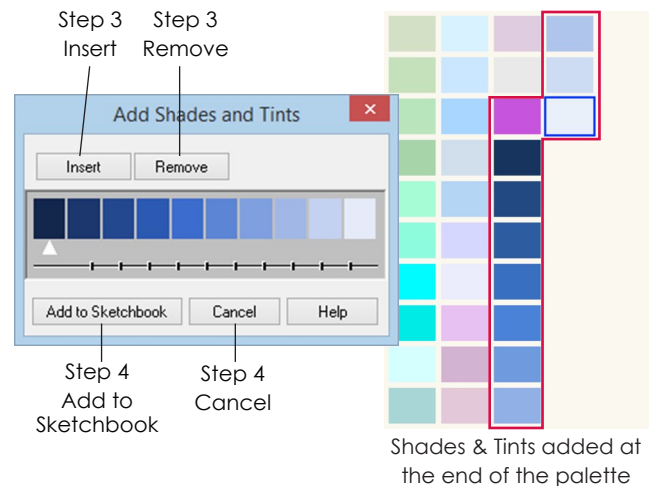 Step 3
Insert
Step 3
Remove
Add Shades and Tints
Insert
Remove
Add to Sketchbook
Cancel
Help
Step 4
Add to
Sketchbook
Step 4
Cancel
Shades & Tints added at
the end of the palette